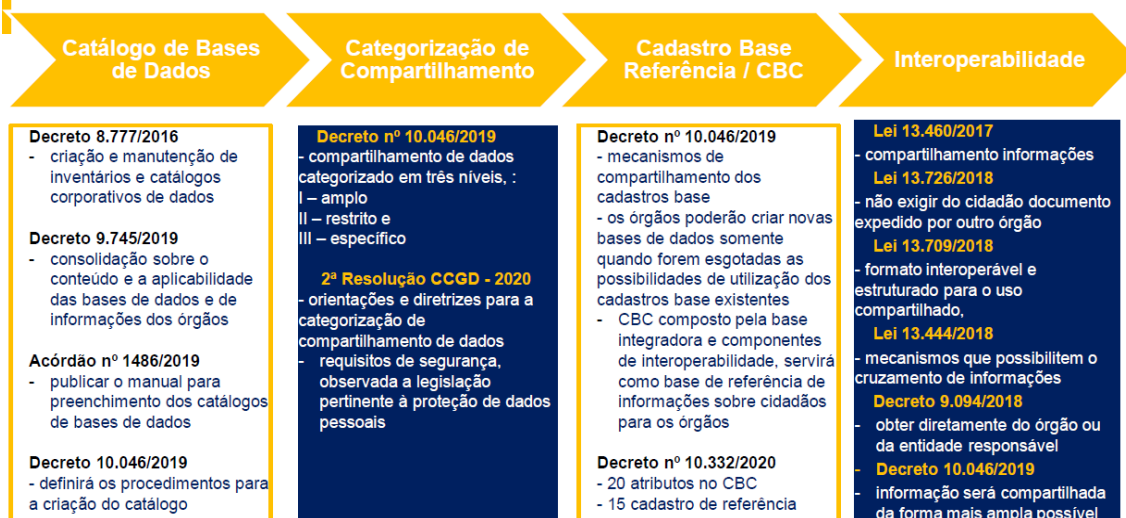 Catálogo de Bases
de Dados
Categorização de
Compartilhamento
Cadastro Base
Referência / CBC
Interoperabilidade
Decreto 8.777/2016
- criação e manutenção de
inventários e catálogos
corporativos de dados
Decreto 9.745/2019
- consolidação sobre o
conteúdo e a aplicabilidade
das bases de dados e de
informações dos órgãos
Acórdão nº 1486/2019
- publicar o manual para
preenchimento dos catálogos
de bases de dados
Decreto 10.046/2019
- definirá os procedimentos para
a criação do catálogo
Decreto nº 10.046/2019
- compartilhamento de dados
categorizado em três níveis, :
I – amplo
II – restrito e
III – específico
2ª Resolução CCGD - 2020
- orientações e diretrizes para a
categorização de
compartilhamento de dados
- requisitos de segurança,
observada a legislação
pertinente à proteção de dados
pessoais
Decreto nº 10.046/2019
- mecanismos de
compartilhamento dos
cadastros base
- os órgãos poderão criar novas
bases de dados somente
quando forem esgotadas as
possibilidades de utilização dos
cadastros base existentes
- CBC composto pela base
integradora e componentes
de interoperabilidade, servirá
como base de referência de
informações sobre cidadãos
para os órgãos
Decreto nº 10.332/2020
- 20 atributos no CBC
- 15 cadastro de referência
Lei 13.460/2017
- compartilhamento informações
Lei 13.726/2018
- não exigir do cidadão documento
expedido por outro órgão
Lei 13.709/2018
- formato interoperável e
estruturado para o uso
compartilhado,
Lei 13.444/2018
- mecanismos que possibilitem o
cruzamento de informações
Decreto 9.094/2018
- obter diretamente do órgão ou
da entidade responsável
- Decreto 10.046/2019
- informação será compartilhada
da forma mais ampla possível